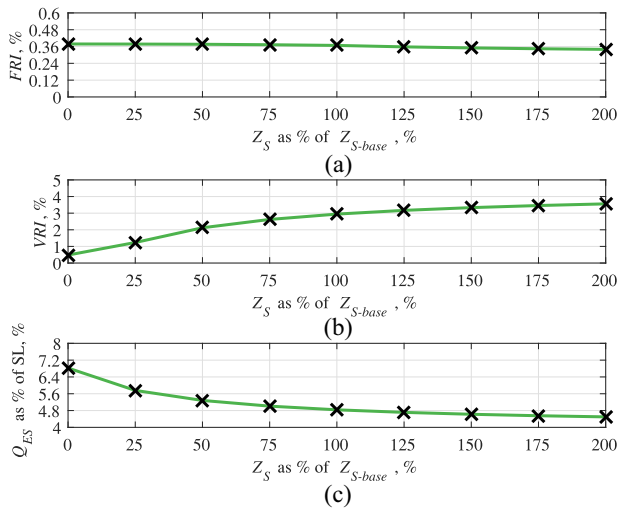 0.6
0.48
0.36
0.24
0.12
0
FRI, %
0 25 50 75 100 125 150 175 200
Z_S as % of Z_S-base , %
(a)
5
4
3
2
1
0
VRI, %
0 25 50 75 100 125 150 175 200
Z_S as % of Z_S-base , %
(b)
8
7.2
6.4
5.6
4.8
4
Q_ES as % of SL, %
0 25 50 75 100 125 150 175 200
Z_S as % of Z_S-base , %
(c)